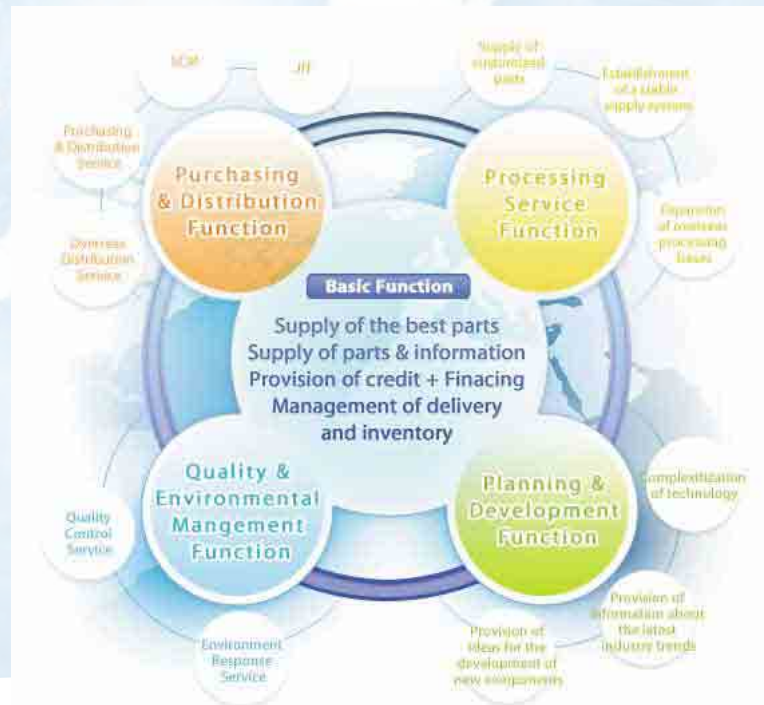 SCM
JIT
Purchasing
& Distribution
Service
Overseas
Distribution
Service
Purchasing
& Distribution
Function
Supply of
customized
parts
Establishment
of a stable
supply system
Expansion
of overseas
processing
bases
Processing
Service
Function
Basic Function
Supply of the best parts
Supply of parts & information
Provision of credit + Finacing
Management of delivery
and inventory
Quality &
Environmental
Mangement
Function
Quality
Control
Service
Environment
Response
Service
Planning &
Development
Function
Complexitization
of technology
Provision of
information about
the latest
industry trends
Provision of
ideas for the
development of
new components